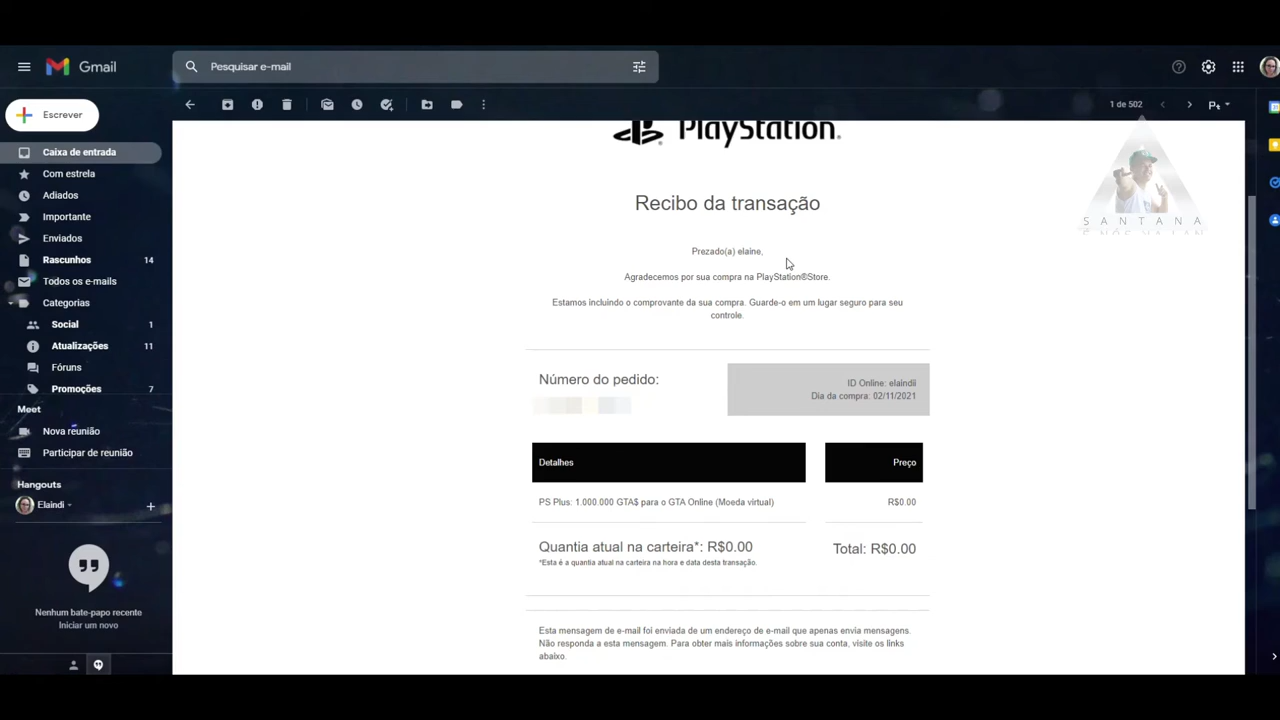 Gmail
Pesquisar e-mail
Escrever
1 de 502
Caixa de entrada
Com estrela
Adiados
Importante
Enviados
Rascunhos 14
Todos os e-mails
Categorias
Social 1
Atualizações 11
Fóruns
Promoções 7
Meet
Nova reunião
Participar de reunião
Hangouts
Elaindi
Nenhum bate-papo recente
Iniciar um novo
PlayStation
Recibo da transação
Prezado(a) elaine,
Agradecemos por sua compra na PlayStation®Store.
Estamos incluindo o comprovante da sua compra. Guarde-o em um lugar seguro para seu
controle.
Número do pedido:
ID Online: elaindii
Dia da compra: 02/11/2021
Detalhes Preço
PS Plus: 1.000.000 GTA$ para o GTA Online (Moeda virtual) R$0.00
Quantia atual na carteira*: R$0.00 Total: R$0.00
*Esta é a quantia atual na carteira na hora e data desta transação.
Esta mensagem de e-mail foi enviada de um endereço de e-mail que apenas envia mensagens.
Não responda a esta mensagem. Para obter mais informações sobre sua conta, visite os links
abaixo.
SANTANA